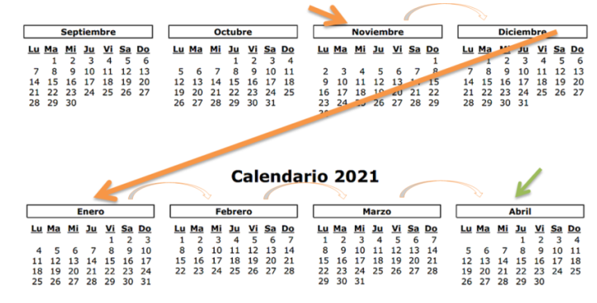 Septiembre
Lu Ma Mi Ju Vi Sa Do
1 2 3 4 5 6
7 8 9 10 11 12 13
14 15 16 17 18 19 20
21 22 23 24 25 26 27
28 29 30
Octubre
Lu Ma Mi Ju Vi Sa Do
1 2 3 4
5 6 7 8 9 10 11
12 13 14 15 16 17 18
19 20 21 22 23 24 25
26 27 28 29 30 31
Noviembre
Lu Ma Mi Ju Vi Sa Do
1
2 3 4 5 6 7 8
9 10 11 12 13 15
16 17 18 20 21 22
23 24 26 27 28 29
Diciembre
Lu Ma Mi Ju Vi Sa Do
1 2 3 4 5 6
7 8 9 10 11 12 13
14 15 16 17 18 19 20
21 22 23 24 25 26 27
28 29 30 31
Calendario 2021
Enero
Lu Ma Mi Ju Vi Sa Do
1 2 3
4 5 6 7 8 9 10
11 12 13 14 15 16 17
18 19 20 21 22 23 24
25 26 27 28 29 30 31
Febrero
Lu Ma Mi Ju Vi Sa Do
1 2 3 4 5 6 7
8 9 10 11 12 13 14
15 16 17 18 19 20 21
22 23 24 25 26 27 28
Marzo
Lu Ma Mi Ju Vi Sa Do
1 2 3 4 5 6 7
8 9 10 11 12 13 14
15 16 17 18 19 20 21
22 23 24 25 26 27 28
29 30 31
Abril
Lu Ma Mi Ju Vi Sa Do
1 2 3 4
5 6 7 8 9 10 11
12 13 14 15 16 17 18
19 20 21 22 23 24 25
26 27 28 29 30